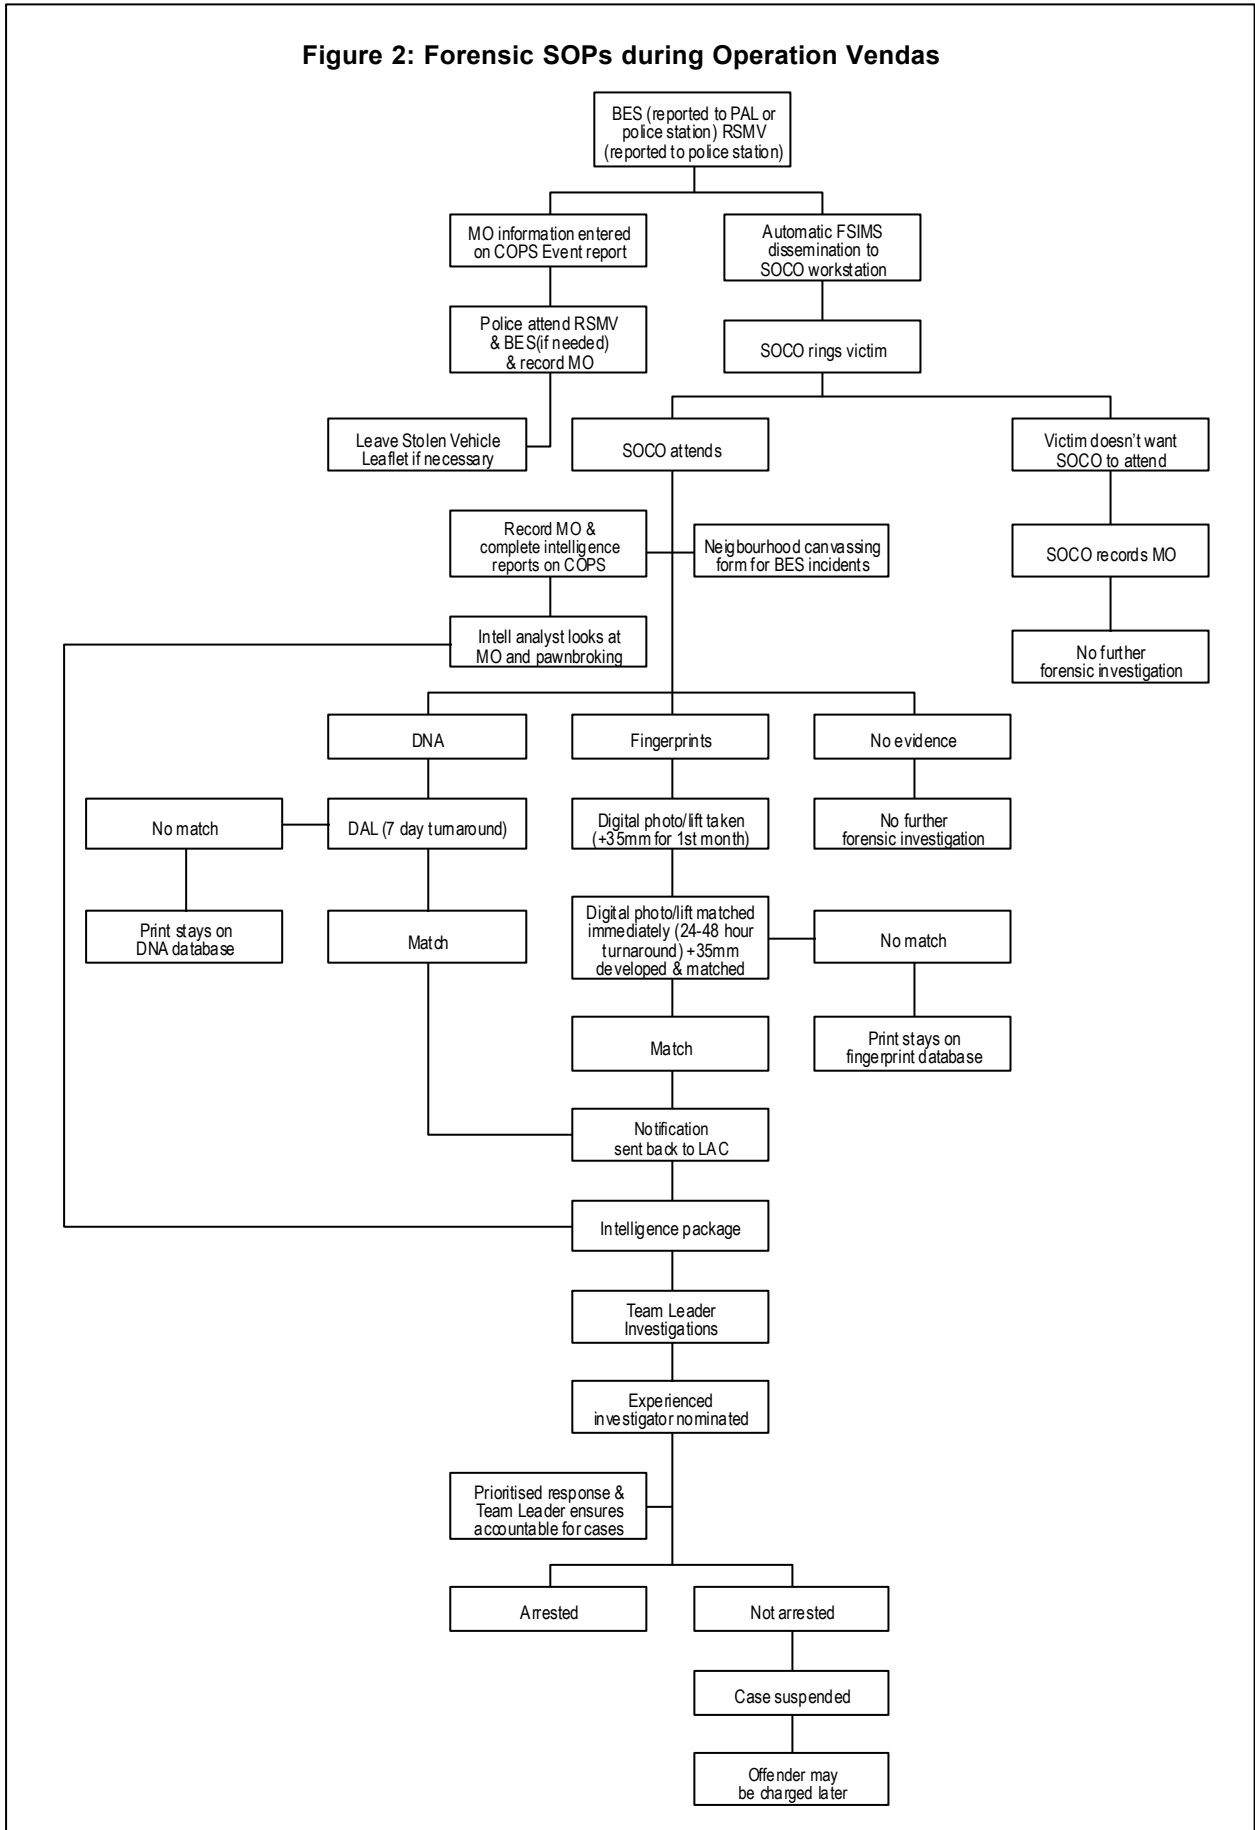 Figure 2: Forensic SOPs during Operation Vendas
BES (reported to PAL or
police station) RSMV
(reported to police station)
MO information entered
on COPS Event report
Automatic FSIMS
dissemination to
SOCO workstation
Police attend RSMV
& BES(if needed)
& record MO
SOCO rings victim
Leave Stolen Vehicle
Leaflet if necessary
SOCO attends
Victim doesn't want
SOCO to attend
Record MO &
complete intelligence
reports on COPS
Neighbourhood canvassing
form for BES incidents
SOCO records MO
Intell analyst looks at
MO and pawnbroking
No further
forensic investigation
DNA
Fingerprints
No evidence
No match
DAL (7 day turnaround)
Digital photo/lift taken
(+35mm for 1st month)
No further
forensic investigation
Print stays on
DNA database
Match
Digital photo/lift matched
immediately (24-48 hour
turnaround) +35mm
developed & matched
No match
Match
Print stays on
fingerprint database
Notification
sent back to LAC
Intelligence package
Team Leader
Investigations
Experienced
investigator nominated
Prioritised response &
Team Leader ensures
accountable for cases
Arrested
Not arrested
Case suspended
Offender may
be charged later